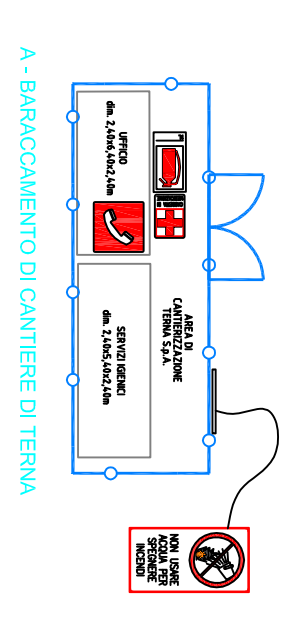 A - BARACCAMENTO DI CANTIERE DI TERNA
UFFICIO
dim. 2,40x6,40x2,40m
SERVIZI IGIENICI
dim. 2,40x5,40x2,40m
AREA DI
CANTIERIZZAZIONE
TERNA S.p.A.
NON USARE
ACQUA PER
SPEGNERE
INCENDI